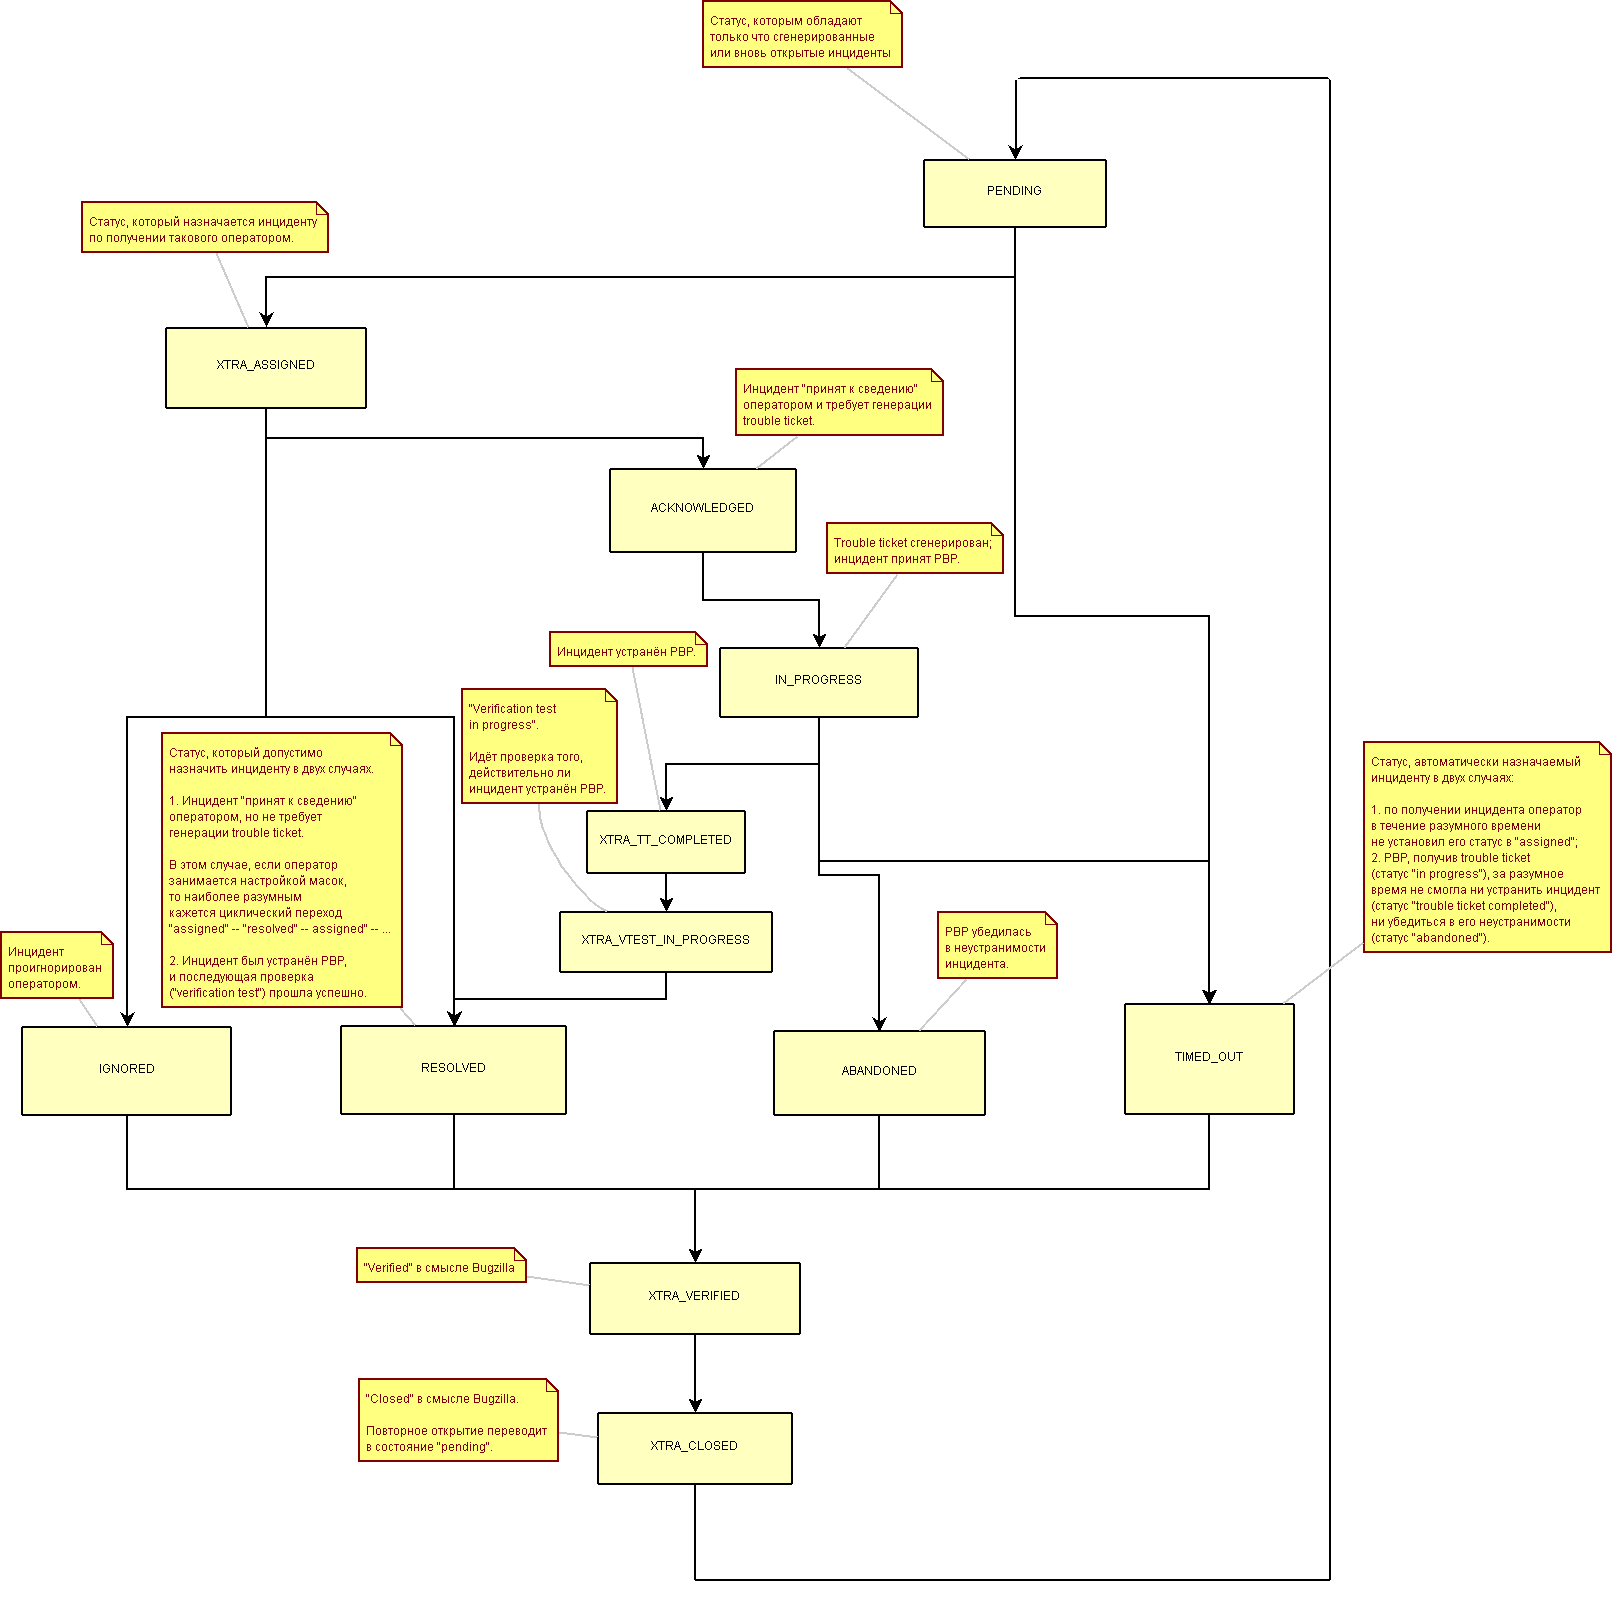 Статус, которым обладают
только что сгенерированные
или вновь открытые инциденты
PENDING
Статус, который назначается инциденту
по получении такового оператором.
XTRA_ASSIGNED
Инцидент "принят к сведению"
оператором и требует генерации
trouble ticket.
ACKNOWLEDGED
Trouble ticket сгенерирован;
инцидент принят РВР.
IN_PROGRESS
Инцидент устранён РВР.
"Verification test
in progress".
Идёт проверка того,
действительно ли
инцидент устранён РВР.
XTRA_TT_COMPLETED
XTRA_VTEST_IN_PROGRESS
Статус, который допустимо
назначить инциденту в двух случаях.
1. Инцидент "принят к сведению"
оператором, но не требует
генерации trouble ticket.
В этом случае, если оператор
занимается настройкой масок,
то наиболее разумным
кажется циклический переход
"assigned" -- "resolved" -- assigned" -- ...
2. Инцидент был устранён РВР,
и последующая проверка
("verification test") прошла успешно.
Статус, автоматически назначаемый
инциденту в двух случаях:
1. по получении инцидента оператор
в течение разумного времени
не установил его статус в "assigned";
2. РВР, получив trouble ticket
(статус "in progress"), за разумное
время не смогла ни устранить инцидент
(статус "trouble ticket completed"),
ни убедиться в его неустранимости
(статус "abandoned").
Инцидент
проигнорирован
оператором.
РВР убедилась
в неустранимости
инцидента.
IGNORED
RESOLVED
ABANDONED
TIMED_OUT
"Verified" в смысле Bugzilla
XTRA_VERIFIED
"Closed" в смысле Bugzilla.
Повторное открытие переводит
в состояние "pending".
XTRA_CLOSED